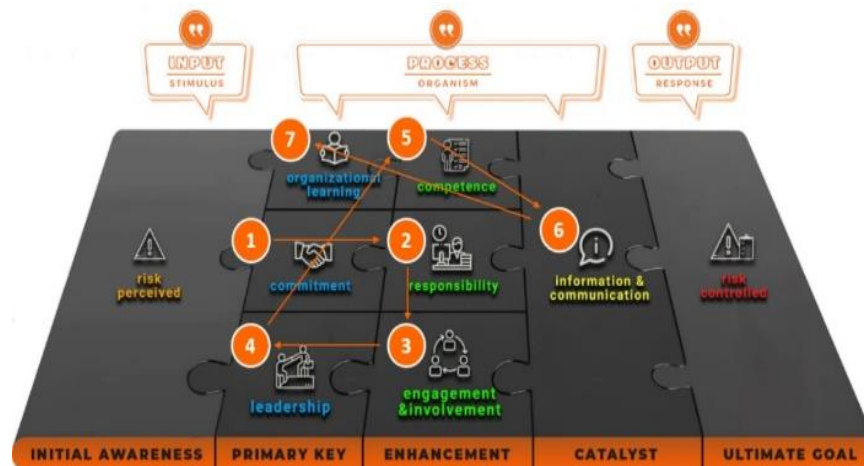 INPUT
STIMULUS
PROCESS
ORGANISM
OUTPUT
RESPONSE
7
organizational
learning
5
competence
6
1
2
risk
perceived
commitment
responsibility
information &
communication
risk
controlled
4
3
leadership
engagement
&involvement
INITIAL AWARENESS
PRIMARY KEY
ENHANCEMENT
CATALYST
ULTIMATE GOAL